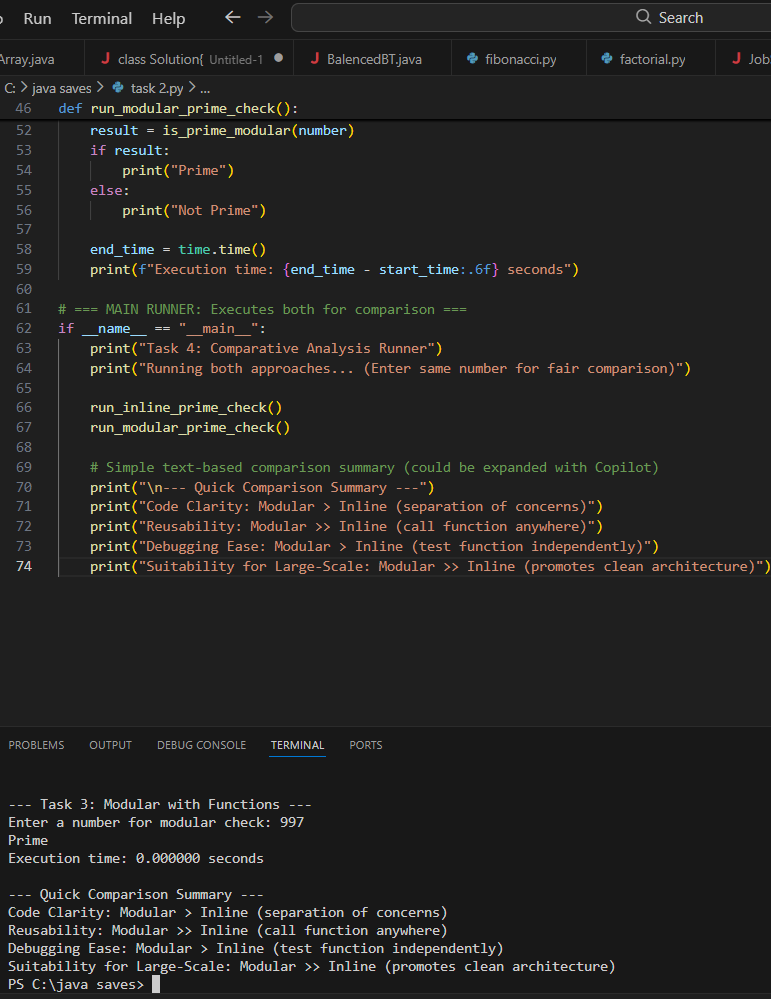 Run Terminal Help ← → Search
Array.java J class Solution{ Untitled-1 ● J BalencedBT.java fibonacci.py factorial.py J Job
C: > java saves > task 2.py > ...
46 def run_modular_prime_check():
52 result = is_prime_modular(number)
53 if result:
54 print("Prime")
55 else:
56 print("Not Prime")
57
58 end_time = time.time()
59 print(f"Execution time: {end_time - start_time:.6f} seconds")
60
61 # === MAIN RUNNER: Executes both for comparison ===
62 if __name__ == "__main__":
63 print("Task 4: Comparative Analysis Runner")
64 print("Running both approaches... (Enter same number for fair comparison)")
65
66 run_inline_prime_check()
67 run_modular_prime_check()
68
69 # Simple text-based comparison summary (could be expanded with Copilot)
70 print("\n--- Quick Comparison Summary ---")
71 print("Code Clarity: Modular > Inline (separation of concerns)")
72 print("Reusability: Modular >> Inline (call function anywhere)")
73 print("Debugging Ease: Modular > Inline (test function independently)")
74 print("Suitability for Large-Scale: Modular >> Inline (promotes clean architecture)")
PROBLEMS OUTPUT DEBUG CONSOLE TERMINAL PORTS
--- Task 3: Modular with Functions ---
Enter a number for modular check: 997
Prime
Execution time: 0.000000 seconds
--- Quick Comparison Summary ---
Code Clarity: Modular > Inline (separation of concerns)
Reusability: Modular >> Inline (call function anywhere)
Debugging Ease: Modular > Inline (test function independently)
Suitability for Large-Scale: Modular >> Inline (promotes clean architecture)
PS C:\java saves>